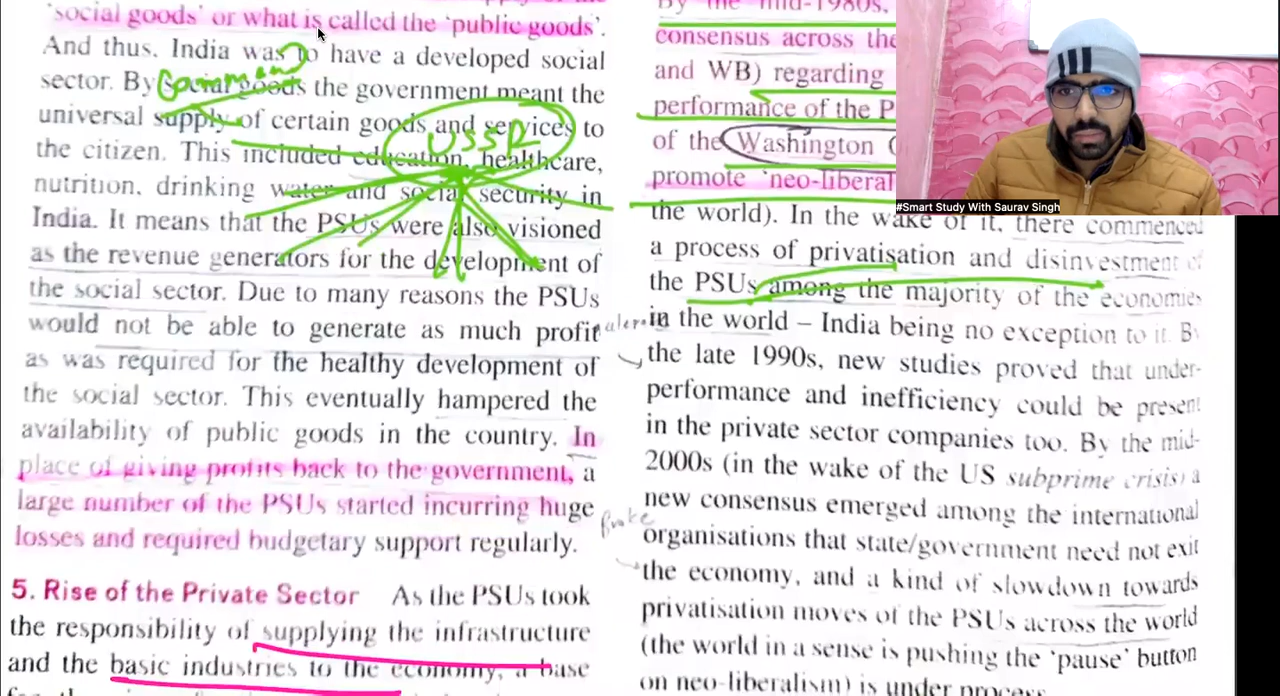 'social goods' or what is called the 'public goods'.
And thus. India was to have a developed social
sector. By social goods the government meant the
universal supply of certain goods and services to
the citizen. This included education, healthcare,
nutrition, drinking water and social security in
India. It means that the PSUs were also visioned
as the revenue generators for the development of
the social sector. Due to many reasons the PSUs
would not be able to generate as much profit
as was required for the healthy development of
the social sector. This eventually hampered the
availability of public goods in the country. In
place of giving profits back to the government, a
large number of the PSUs started incurring huge
losses and required budgetary support regularly.
5. Rise of the Private Sector As the PSUs took
the responsibility of supplying the infrastructure
and the basic industries to the economy, a base
USSR
By the mid-1980s,
consensus across the
and WB) regarding
performance of the P
of the Washington C
promote 'neo-liberal
the world). In the wake of it, there commenced
a process of privatisation and disinvestment of
the PSUs among the majority of the economies
in the world – India being no exception to it. By
the late 1990s, new studies proved that under-
performance and inefficiency could be present
in the private sector companies too. By the mid-
2000s (in the wake of the US subprime crisis) a
new consensus emerged among the international
organisations that state/government need not exit
the economy, and a kind of slowdown towards
privatisation moves of the PSUs across the world
(the world in a sense is pushing the 'pause' button
on neo-liberalism) is under process
#Smart Study With Saurav Singh